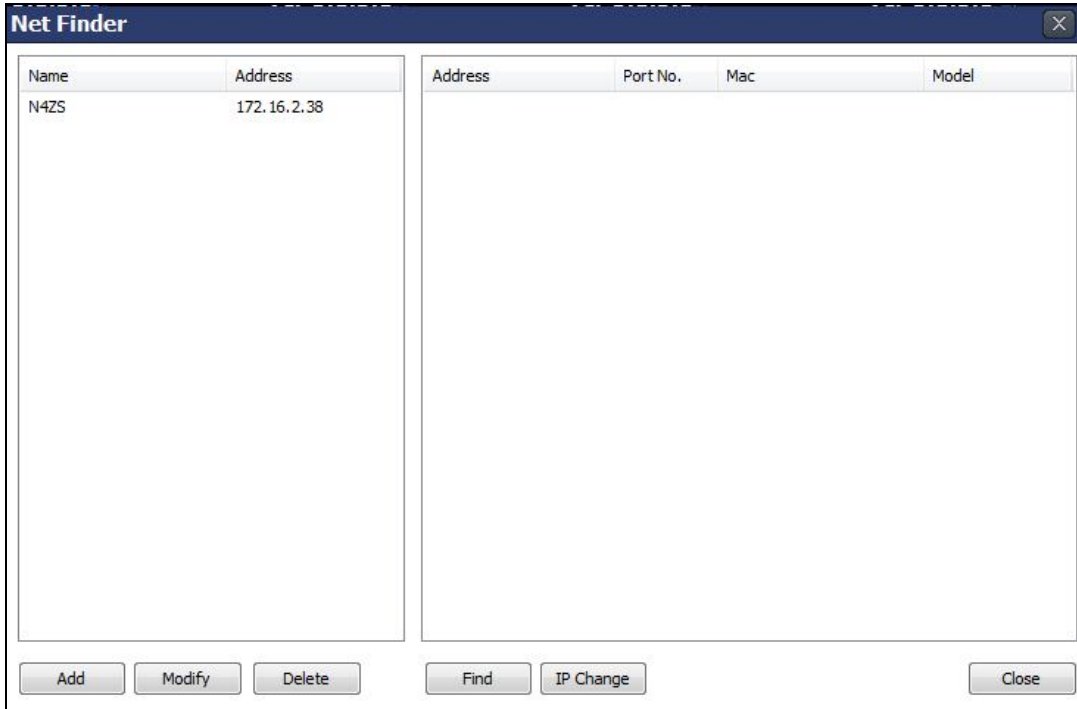 Net Finder
Name Address
N4ZS 172.16.2.38
Address Port No. Mac Model
Add Modify Delete Find IP Change Close